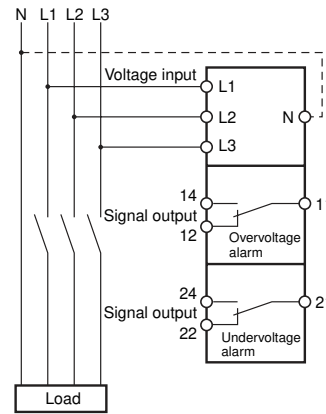 N L1 L2 L3
Voltage input
L1
L2
N
L3
14
1
Signal output
12
Overvoltage
alarm
24
2
Signal output
22
Undervoltage
alarm
Load